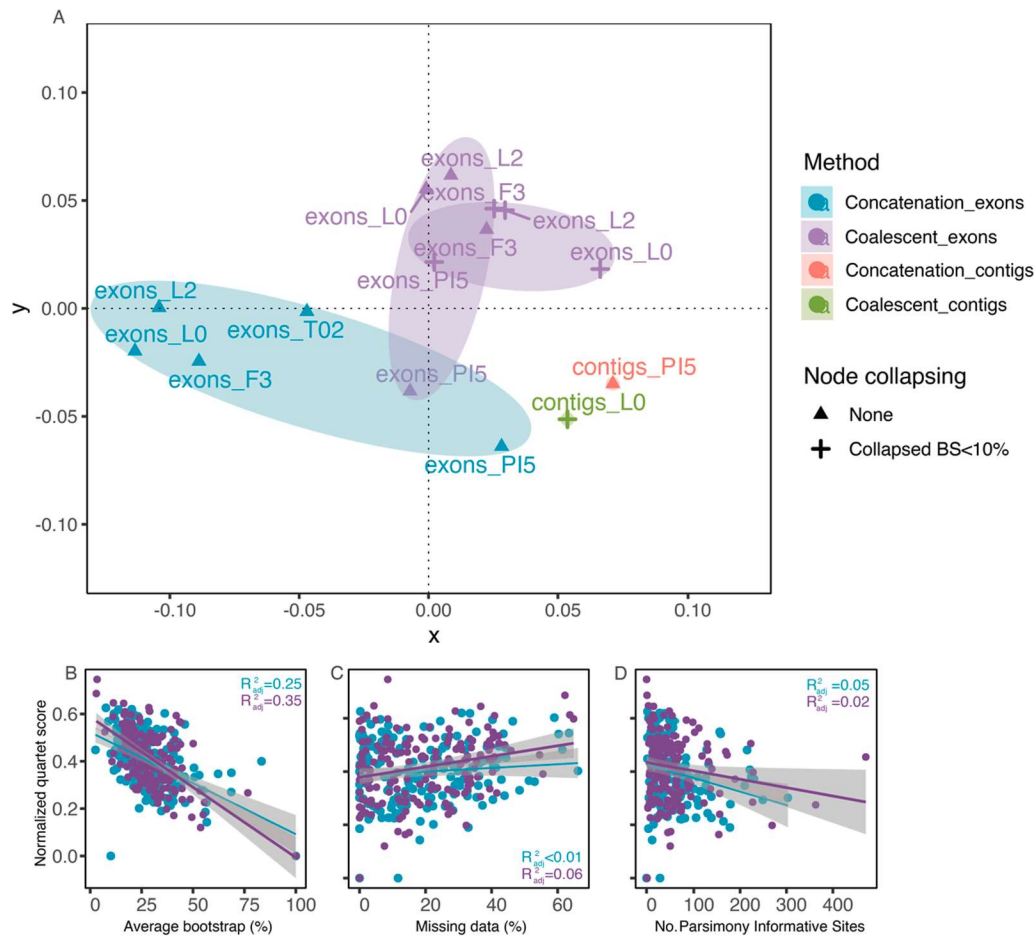 A
0.10
0.05
0.00
-0.05
-0.10
y
exons_L2
exons_L0
exons_F3
exons_L2
exons_F3
exons_L0
exons_PI5
exons_L2
exons_T02
exons_L0
exons_F3
exons_PI5
contigs_PI5
contigs_L0
exons_PI5
-0.10
-0.05
0.00
0.05
0.10
x
Method
Concatenation_exons
Coalescent_exons
Concatenation_contigs
Coalescent_contigs
Node collapsing
None
Collapsed BS<10%
B
R²adj=0.25
R²adj=0.35
Normalized quartet score
0.6
0.4
0.2
0.0
0 25 50 75 100
Average bootstrap (%)
C
R²adj<0.01
R²adj=0.06
0 20 40 60
Missing data (%)
D
R²adj =0.05
R²adj =0.02
0 100 200 300 400
No. Parsimony Informative Sites